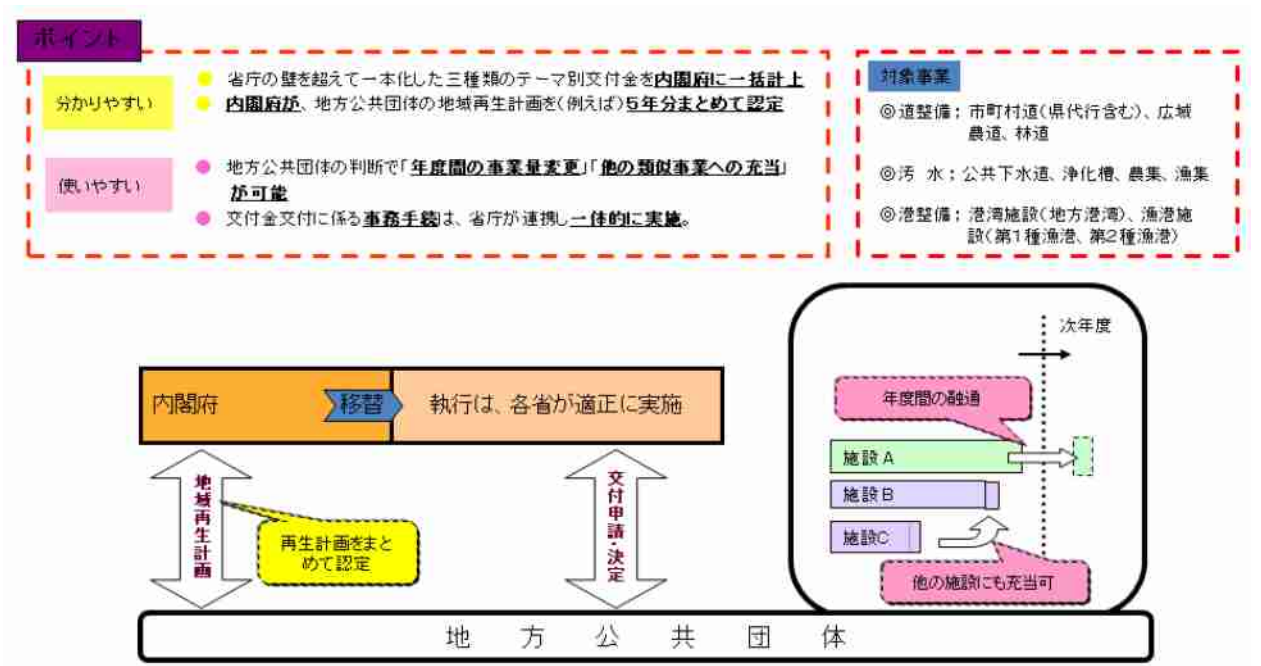 ポイント
分かりやすい
省庁の壁を超えて一本化した三種類のテーマ別交付金を内閣府に一括計上
内閣府が、地方公共団体の地域再生計画を(例えば)５年分まとめて認定
使いやすい
地方公共団体の判断で「年度間の事業量変更」「他の類似事業への充当」
が可能
交付金交付に係る事務手続は、省庁が連携し一体的に実施。
対象事業
◎道整備；市町村道(県代行含む)、広域
農道、林道
◎汚 水；公共下水道、浄化槽、農集、漁集
◎港整備；港湾施設(地方港湾)、漁港施
設(第１種漁港、第２種漁港)
内閣府
移替
執行は、各省が適正に実施
地域再生計画
再生計画をまと
めて認定
交付申請・決定
次年度
年度間の融通
施設Ａ
施設Ｂ
施設Ｃ
他の施設にも充当可
地 方 公 共 団 体